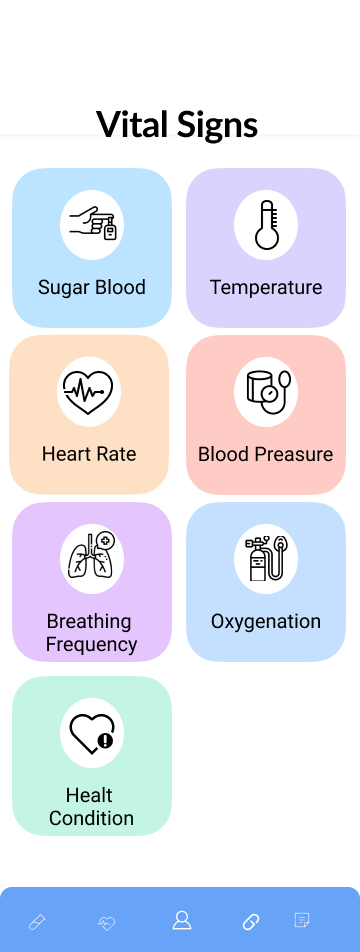 Vital Signs
Sugar Blood
Temperature
Heart Rate
Blood Preasure
Breathing
Frequency
Oxygenation
Healt
Condition